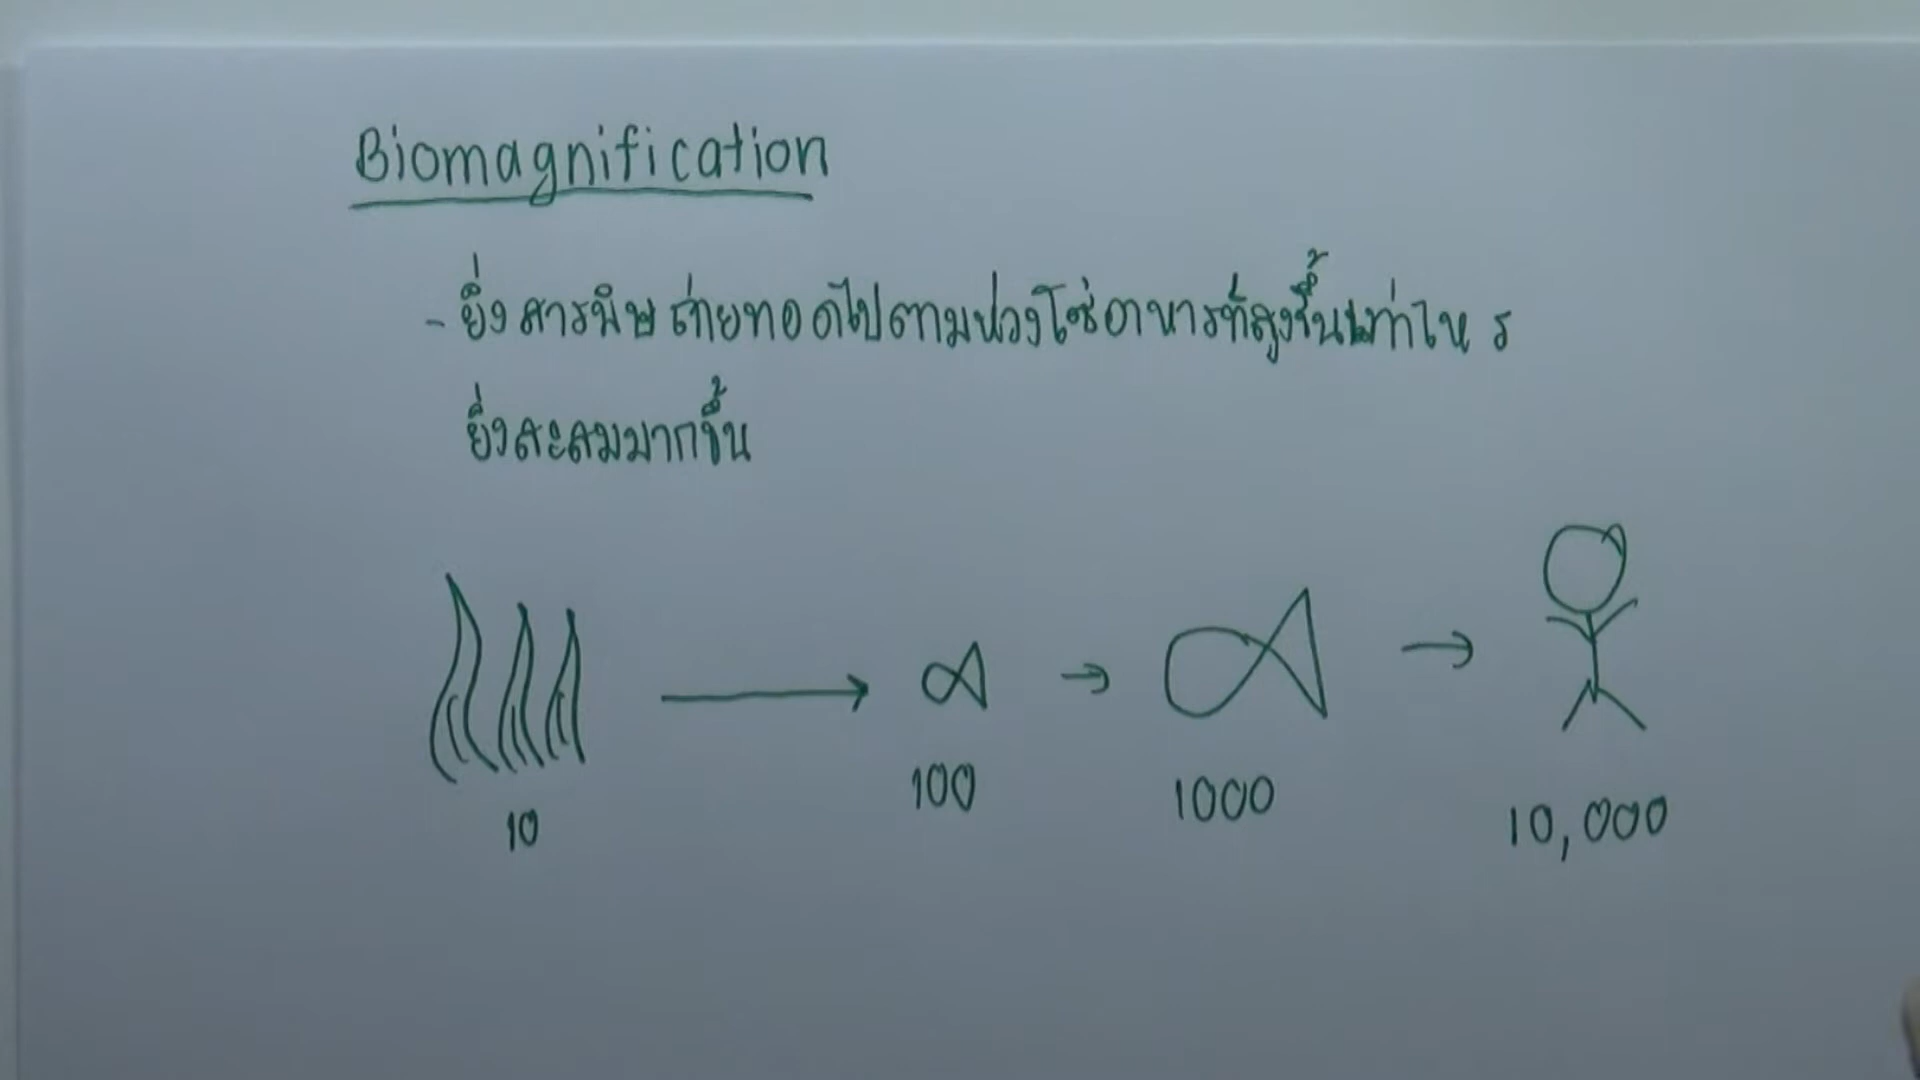 Biomagnification
- ยิ่งสารพิษถ่ายทอดไปตามห่วงโซ่อาหารที่สูงขึ้นเท่าไหร
ยิ่งสะสมมากขึ้น
10
100
1000
10,000